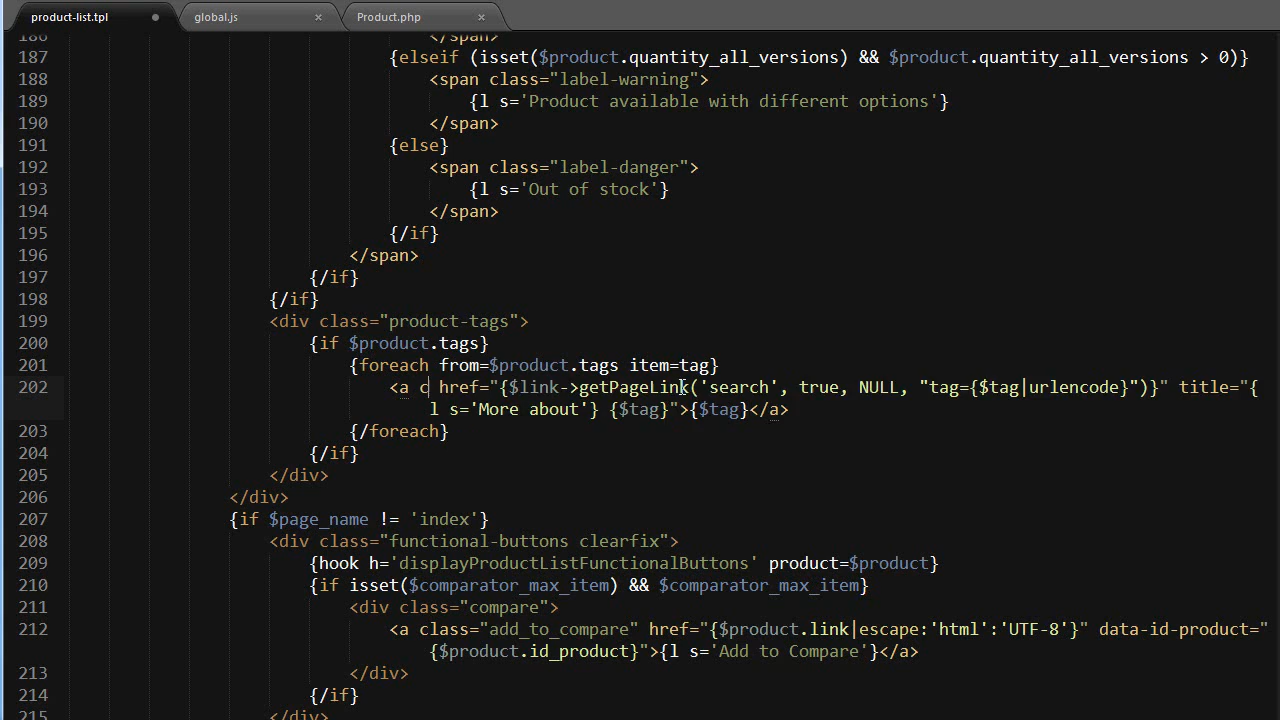 product-list.tpl
global.js
Product.php
186 </span>
187 {elseif (isset($product.quantity_all_versions) && $product.quantity_all_versions > 0)}
188 <span class="label-warning">
189 {l s='Product available with different options'}
190 </span>
191 {else}
192 <span class="label-danger">
193 {l s='Out of stock'}
194 </span>
195 {/if}
196 </span>
197 {/if}
198 {/if}
199 <div class="product-tags">
200 {if $product.tags}
201 {foreach from=$product.tags item=tag}
202 <a c href="{$link->getPageLink('search', true, NULL, "tag={$tag|urlencode}")}" title="{
l s='More about'} {$tag}">{$tag}</a>
203 {/foreach}
204 {/if}
205 </div>
206 </div>
207 {if $page_name != 'index'}
208 <div class="functional-buttons clearfix">
209 {hook h='displayProductListFunctionalButtons' product=$product}
210 {if isset($comparator_max_item) && $comparator_max_item}
211 <div class="compare">
212 <a class="add_to_compare" href="{$product.link|escape:'html':'UTF-8'}" data-id-product="
{$product.id_product}">{l s='Add to Compare'}</a>
213 </div>
214 {/if}
215 </div>